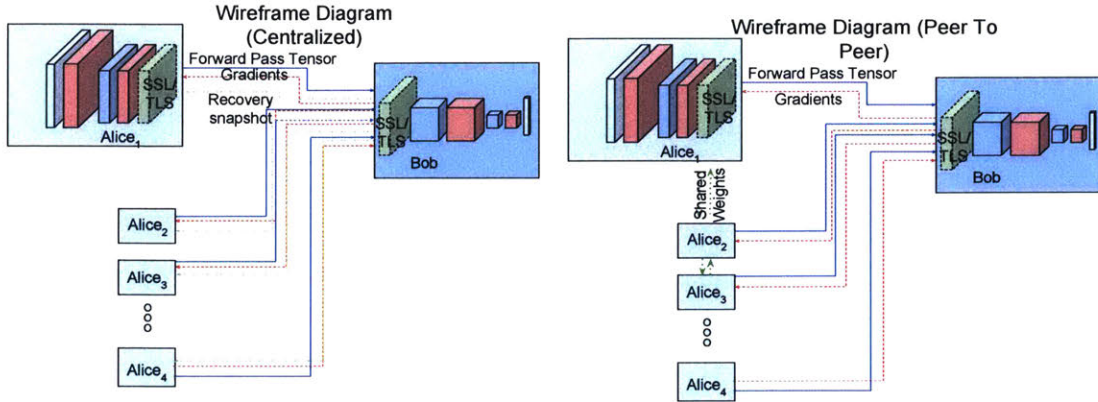 Wireframe Diagram
(Centralized)
Forward Pass Tensor
Gradients
SSL/
TLS
Recovery
snapshot
Alice1
SSL/
TLS
Bob
Alice2
Alice3
ooo
Alice4
Wireframe Diagram (Peer To
Peer)
Forward Pass Tensor
SSL/
TLS
Gradients
Alice1
SSL/
TLS
Bob
Shared
Weights
Alice2
Alice3
ooo
Alice4